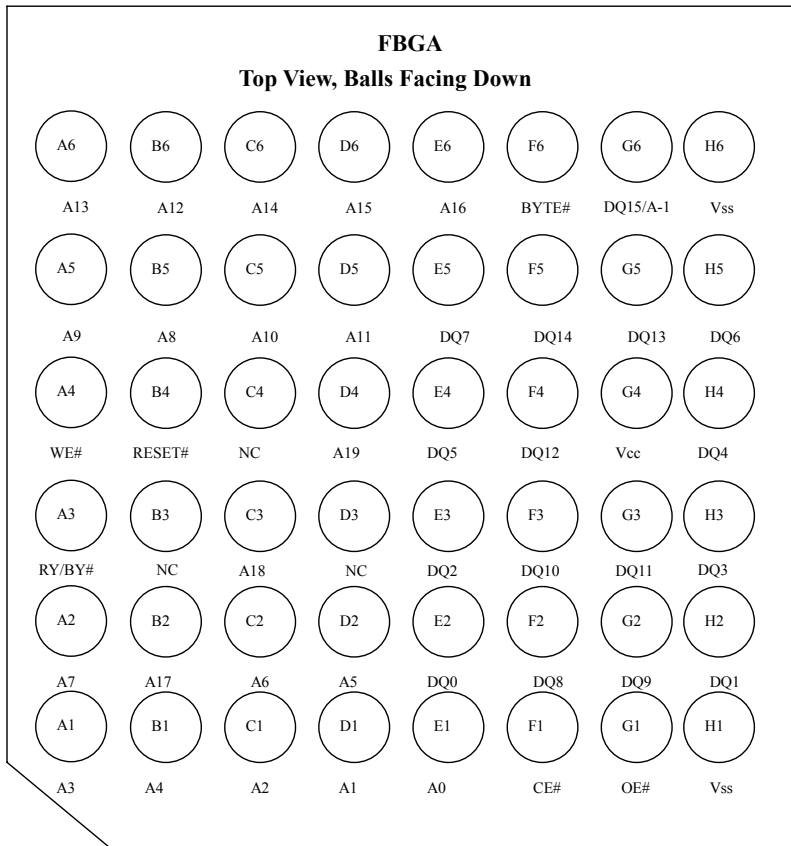 FBGA
Top View, Balls Facing Down
A6 B6 C6 D6 E6 F6 G6 H6
A13 A12 A14 A15 A16 BYTE# DQ15/A-1 Vss
A5 B5 C5 D5 E5 F5 G5 H5
A9 A8 A10 A11 DQ7 DQ14 DQ13 DQ6
A4 B4 C4 D4 E4 F4 G4 H4
WE# RESET# NC A19 DQ5 DQ12 Vcc DQ4
A3 B3 C3 D3 E3 F3 G3 H3
RY/BY# NC A18 NC DQ2 DQ10 DQ11 DQ3
A2 B2 C2 D2 E2 F2 G2 H2
A7 A17 A6 A5 DQ0 DQ8 DQ9 DQ1
A1 B1 C1 D1 E1 F1 G1 H1
A3 A4 A2 A1 A0 CE# OE# Vss